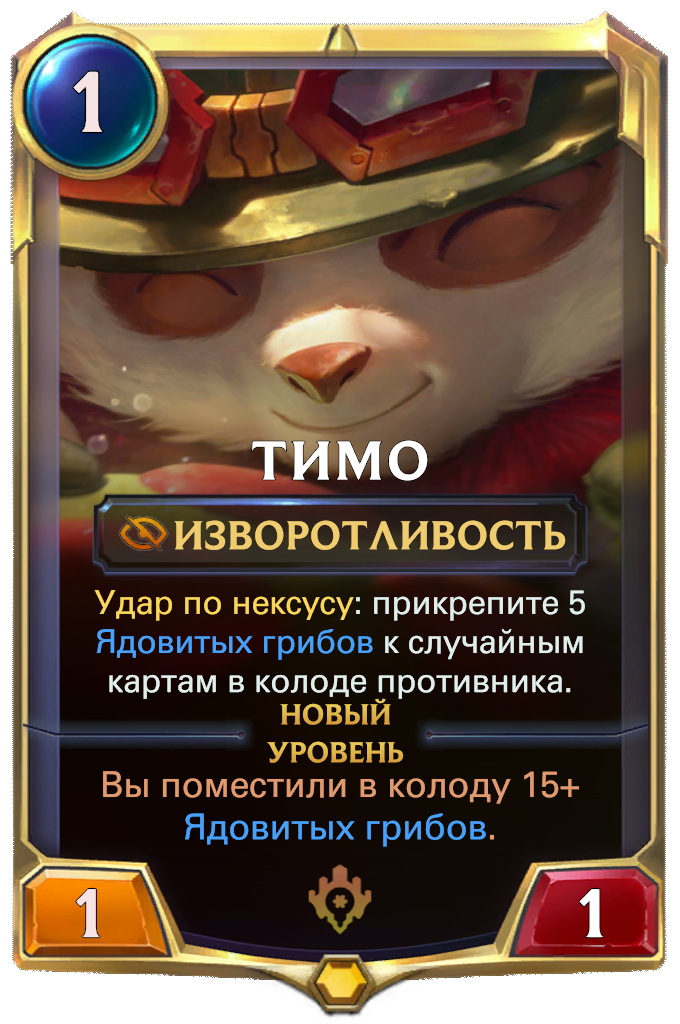 1
ТИМО
ИЗВОРОТЛИВОСТЬ
Удар по нексусу: прикрепите 5
Ядовитых грибов к случайным
картам в колоде противника.
НОВЫЙ
УРОВЕНЬ
Вы поместили в колоду 15+
Ядовитых грибов.
1
1